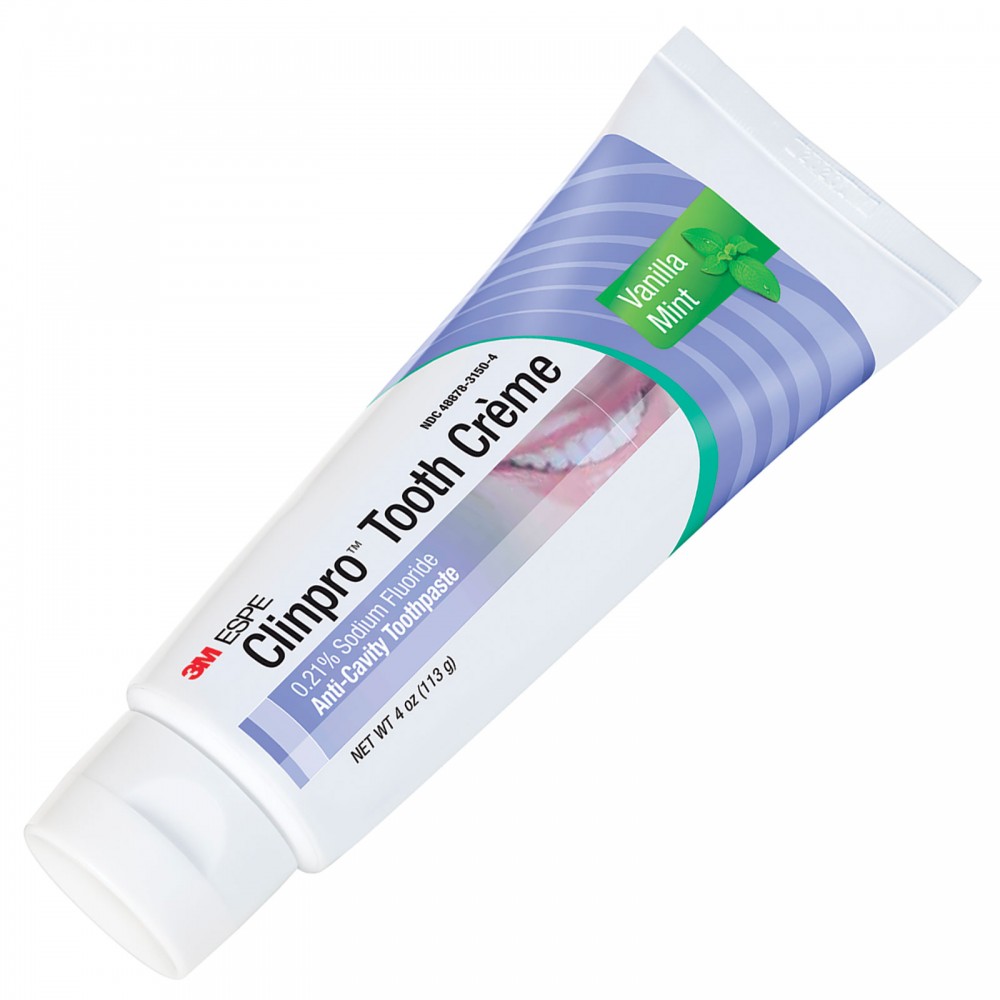 Vanilla
Mint
NDC 48878-3150-4
3M ESPE
Clinpro™ Tooth Crème
0.21% Sodium Fluoride
Anti-Cavity Toothpaste
NET WT 4 oz (113 g)